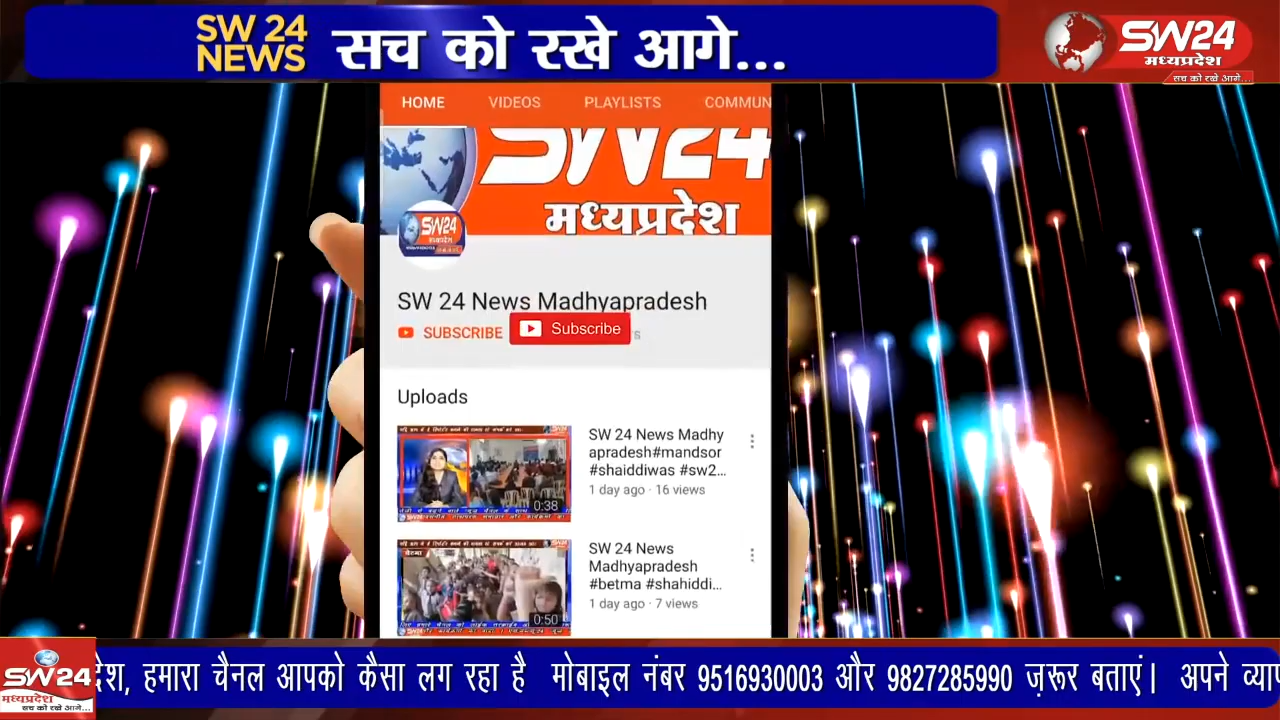 SW 24
NEWS
सच को रखे आगे...
SW24
मध्यप्रदेश
सच को रखे आगे...
HOME VIDEOS PLAYLISTS COMMUN
SW24
मध्यप्रदेश
SW24
SW 24 News Madhyapradesh
SUBSCRIBE
Subscribe
Uploads
SW 24 News Madhy
apradesh#mandsor
#shaiddiwas #sw2...
1 day ago · 16 views
0:38
SW 24 News
Madhyapradesh
#betma #shahiddi...
1 day ago · 7 views
बेटमा
0:50
SW24
मध्यप्रदेश
सच को रखे आगे...
देश, हमारा चैनल आपको कैसा लग रहा है मोबाइल नंबर 9516930003 और 9827285990 ज़रूर बताएं। अपने व्याप